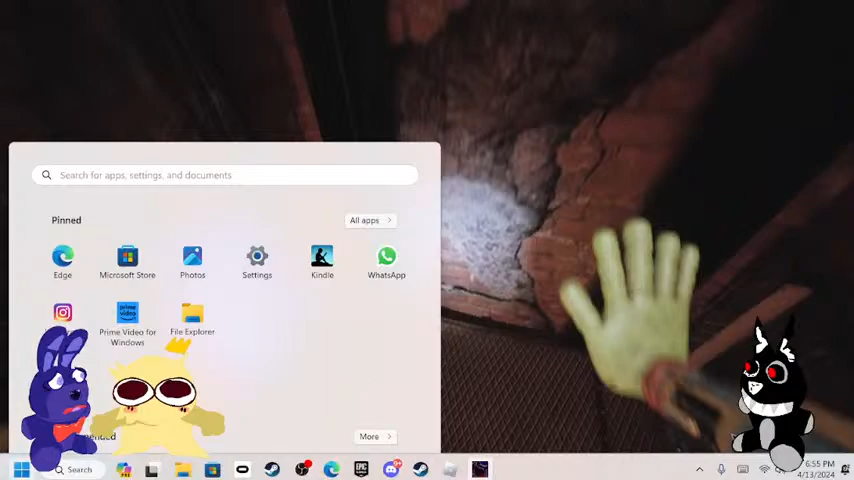 Search for apps, settings, and documents
Pinned
All apps
Edge
Microsoft Store
Photos
Settings
Kindle
WhatsApp
Prime Video for Windows
File Explorer
More
Search
6:55 PM
4/13/2024